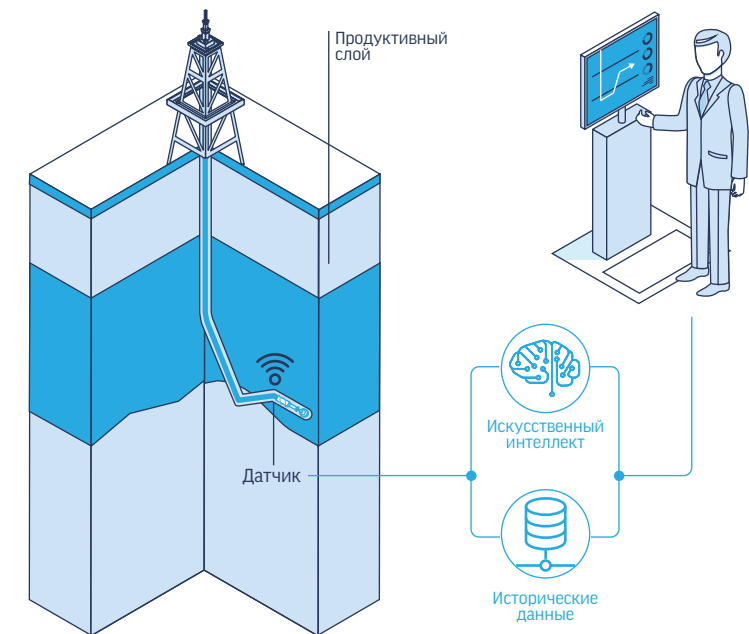 Продуктивный
слой
Датчик
Искусственный
интеллект
Исторические
данные